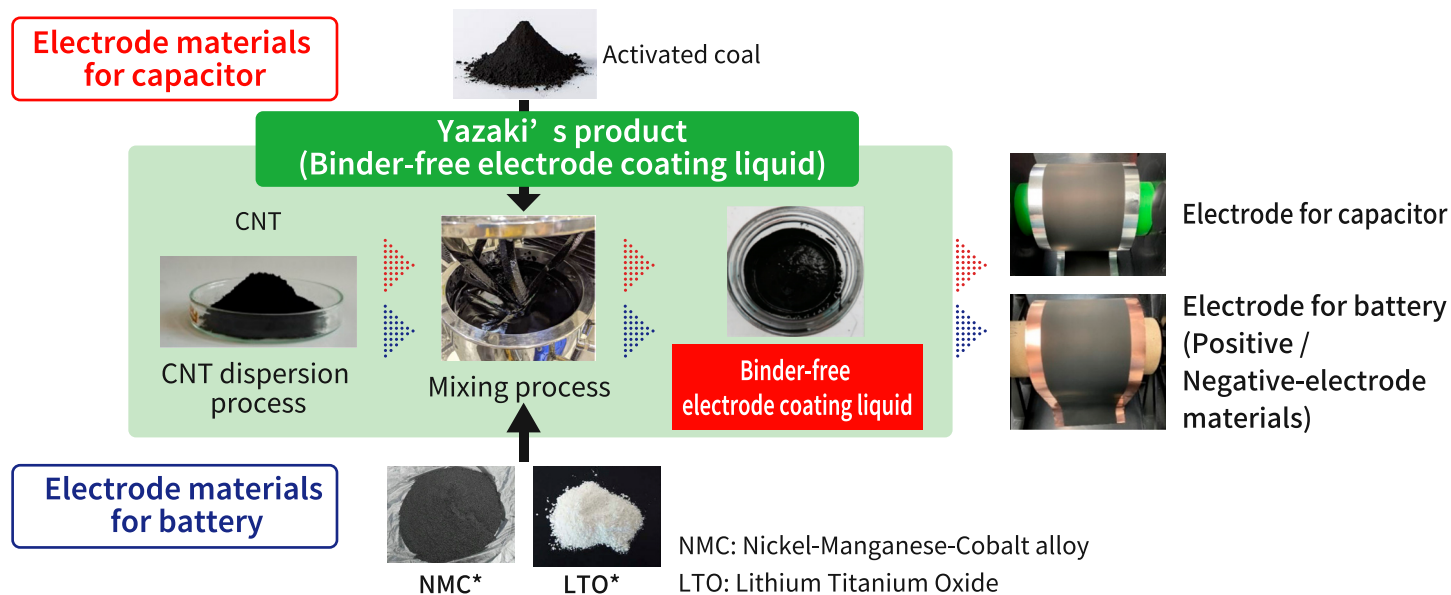 Electrode materials
for capacitor
Activated coal
Yazaki’s product
(Binder-free electrode coating liquid)
CNT
CNT dispersion
process
Mixing process
Binder-free
electrode coating liquid
Electrode for capacitor
Electrode for battery
(Positive /
Negative-electrode
materials)
Electrode materials
for battery
NMC*
LTO*
NMC: Nickel-Manganese-Cobalt alloy
LTO: Lithium Titanium Oxide